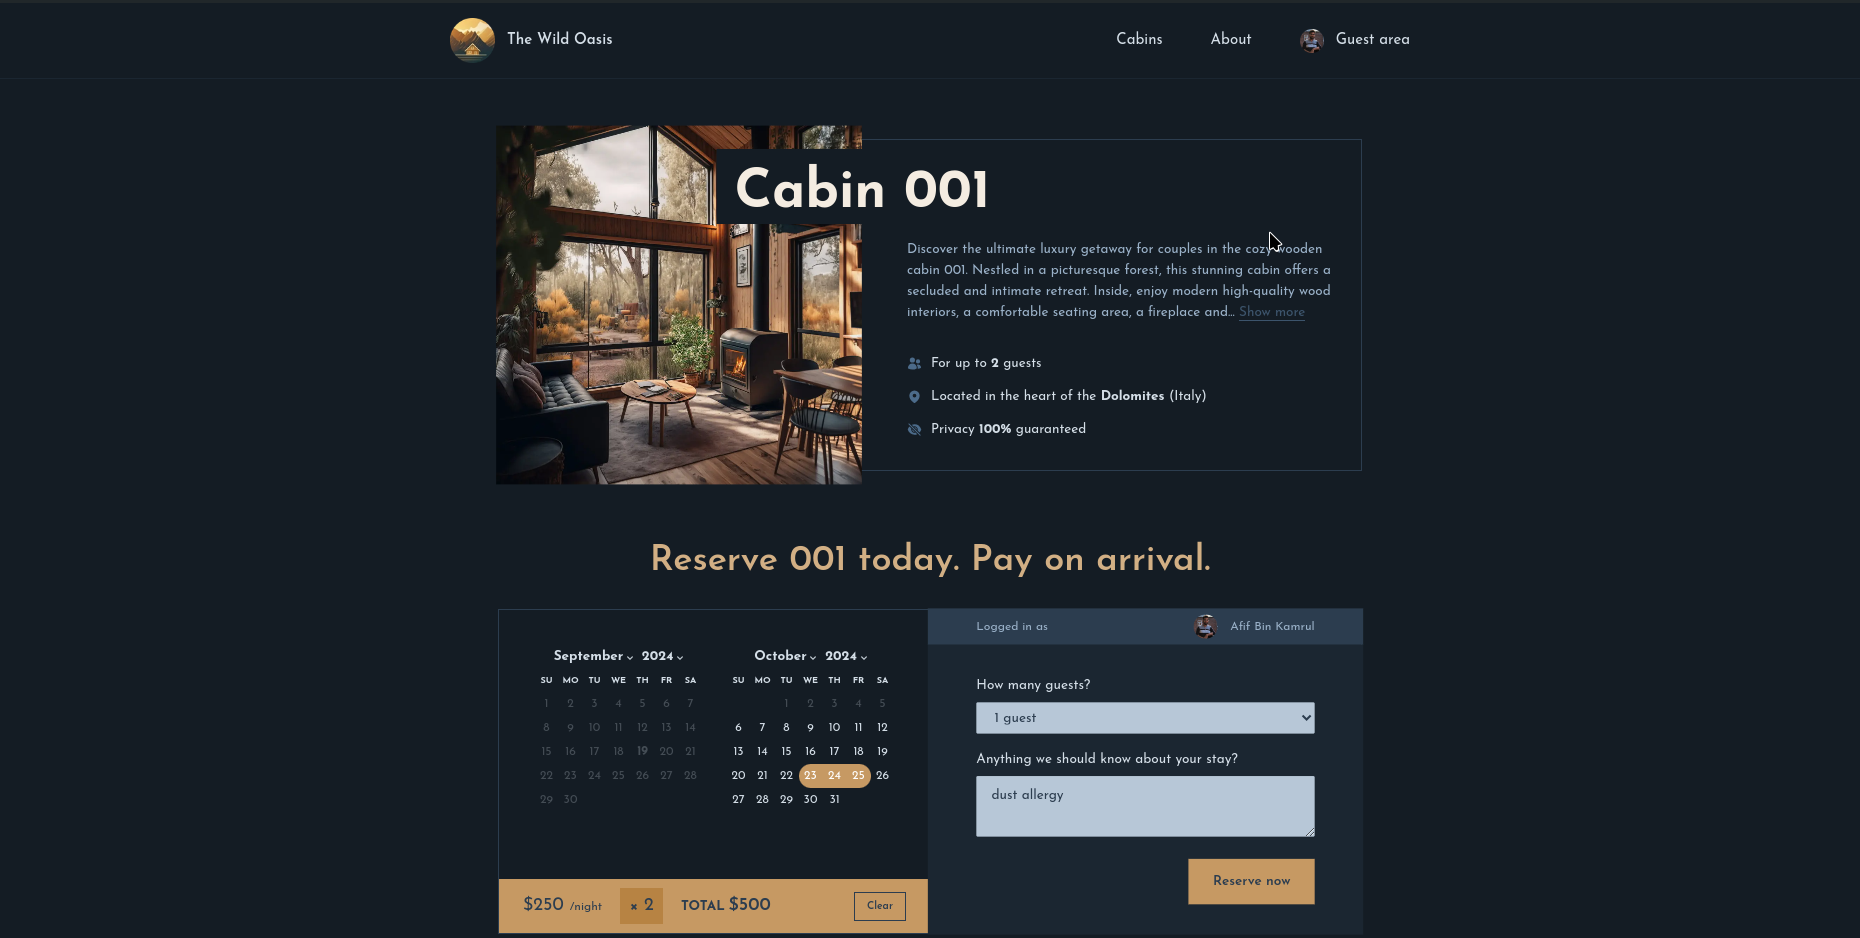 The Wild Oasis
Cabins
About
Guest area
Cabin 001
Discover the ultimate luxury getaway for couples in the cozy wooden
cabin 001. Nestled in a picturesque forest, this stunning cabin offers a
secluded and intimate retreat. Inside, enjoy modern high-quality wood
interiors, a comfortable seating area, a fireplace and... Show more
For up to 2 guests
Located in the heart of the Dolomites (Italy)
Privacy 100% guaranteed
Reserve 001 today. Pay on arrival.
September 2024
SU MO TU WE TH FR SA
1 2 3 4 5 6 7
8 9 10 11 12 13 14
15 16 17 18 19 20 21
22 23 24 25 26 27 28
29 30
October 2024
SU MO TU WE TH FR SA
1 2 3 4 5
6 7 8 9 10 11 12
13 14 15 16 17 18 19
20 21 22 23 24 25 26
27 28 29 30 31
$250 /night × 2 TOTAL $500 Clear
Logged in as Afif Bin Kamrul
How many guests?
1 guest
Anything we should know about your stay?
dust allergy
Reserve now